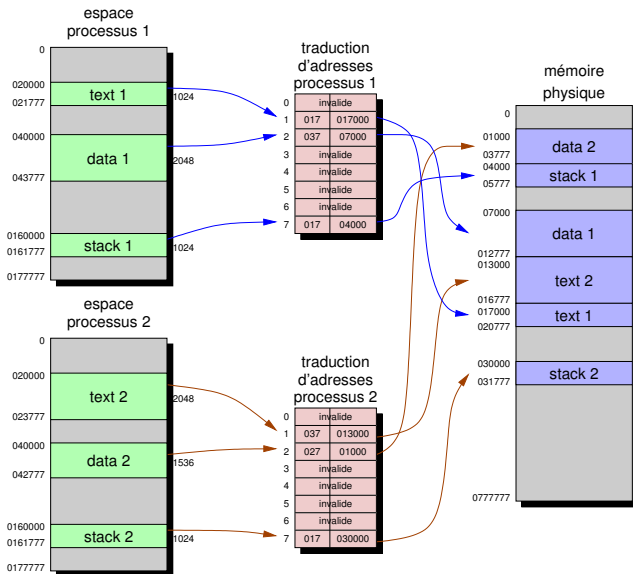 espace
processus 1
0
020000
021777
text 1
1024
040000
043777
data 1
2048
0160000
0161777
stack 1
1024
0177777
traduction
d'adresses
processus 1
0 invalide
1 017 017000
2 037 07000
3 invalide
4 invalide
5 invalide
6 invalide
7 017 04000
mémoire
physique
0
01000
03777
data 2
04000
05777
stack 1
07000
012777
data 1
013000
016777
text 2
017000
020777
text 1
030000
031777
stack 2
0777777
espace
processus 2
0
020000
023777
text 2
2048
040000
042777
data 2
1536
0160000
0161777
stack 2
1024
0177777
traduction
d'adresses
processus 2
0 invalide
1 037 013000
2 027 01000
3 invalide
4 invalide
5 invalide
6 invalide
7 017 030000